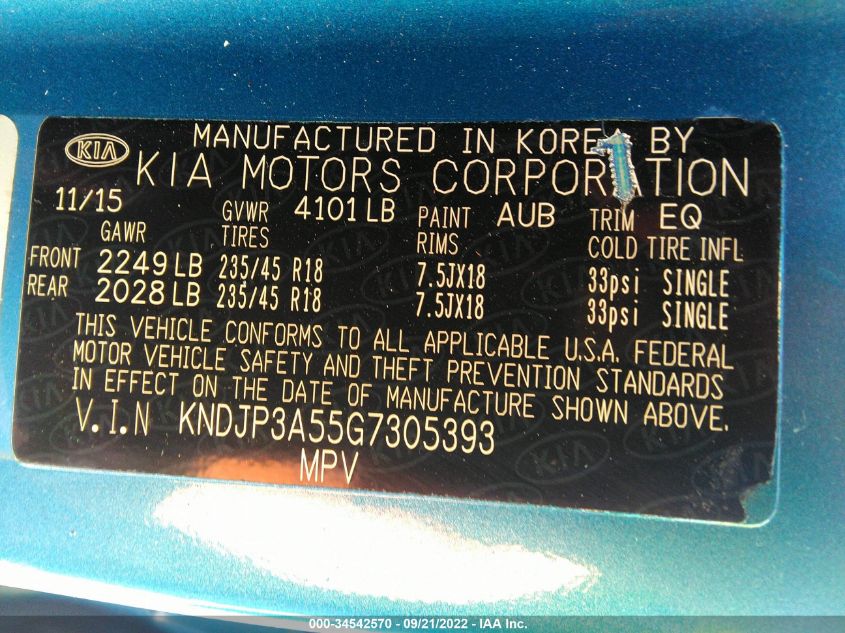 MANUFACTURED IN KOREA BY
KIA KIA MOTORS CORPORATION
11/15 GVWR 4101 LB PAINT AUB TRIM EQ
GAWR TIRES RIMS COLD TIRE INFL
FRONT 2249 LB 235/45 R18 7.5JX18 33psi SINGLE
REAR 2028 LB 235/45 R18 7.5JX18 33psi SINGLE
THIS VEHICLE CONFORMS TO ALL APPLICABLE U.S.A. FEDERAL
MOTOR VEHICLE SAFETY AND THEFT PREVENTION STANDARDS
IN EFFECT ON THE DATE OF MANUFACTURE SHOWN ABOVE.
V.I.N KNDJP3A55G7305393
MPV
000-34542570 - 09/21/2022 - IAA Inc.